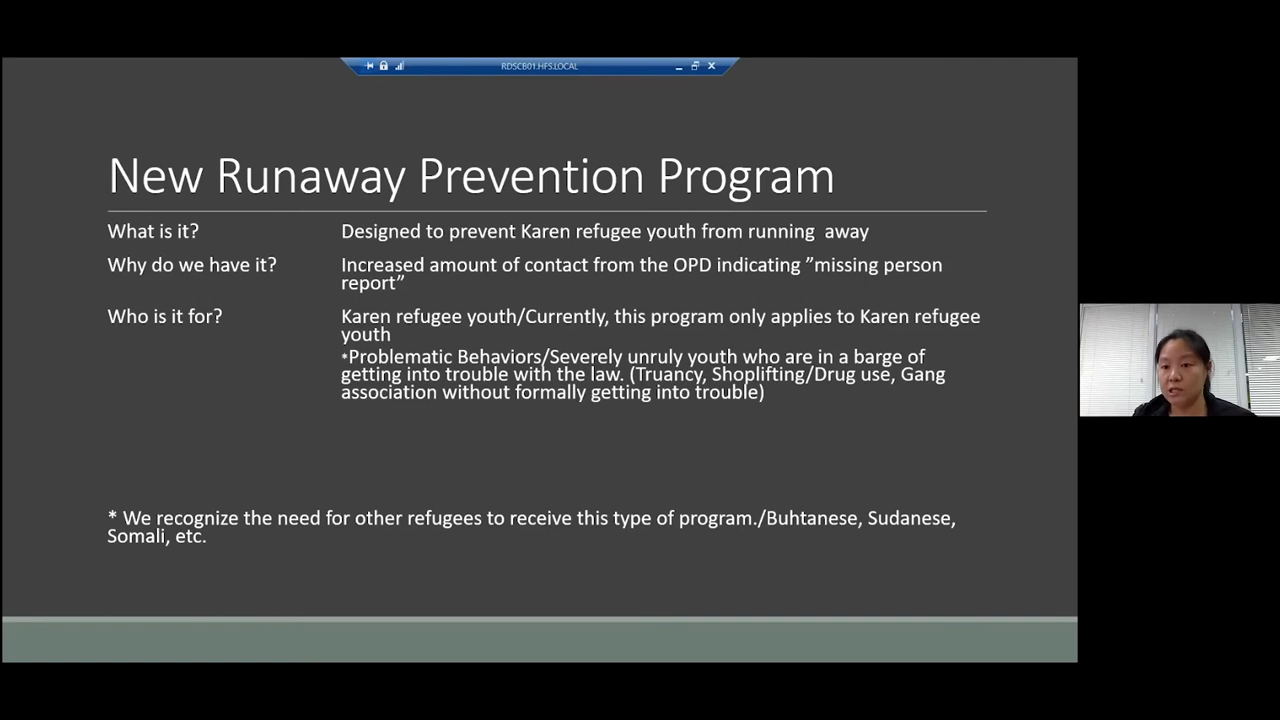 RDSCB01.HFS.LOCAL
New Runaway Prevention Program
What is it?
Designed to prevent Karen refugee youth from running away
Why do we have it?
Increased amount of contact from the OPD indicating ”missing person
report”
Who is it for?
Karen refugee youth/Currently, this program only applies to Karen refugee
youth
*Problematic Behaviors/Severely unruly youth who are in a barge of
getting into trouble with the law. (Truancy, Shoplifting/Drug use, Gang
association without formally getting into trouble)
* We recognize the need for other refugees to receive this type of program./Buhtanese, Sudanese,
Somali, etc.